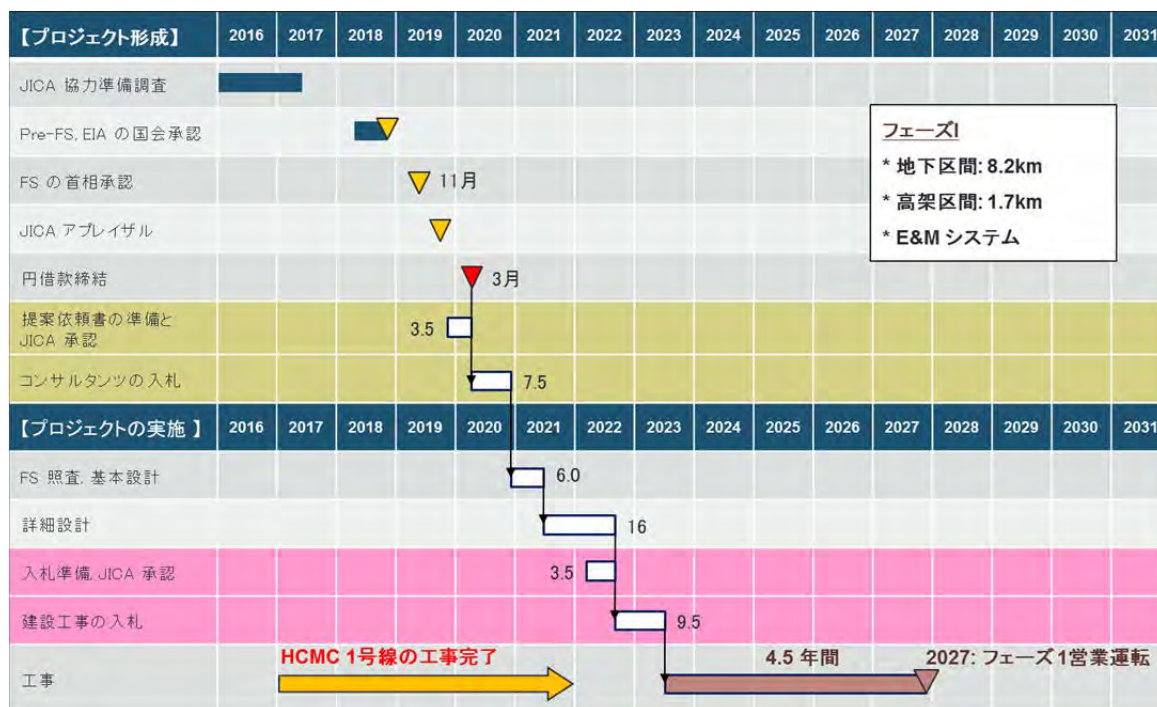 【プロジェクト形成】 2016 2017 2018 2019 2020 2021 2022 2023 2024 2025 2026 2027 2028 2029 2030 2031
JICA 協力準備調査
Pre-FS, EIA の国会承認
フェーズI
* 地下区間: 8.2km
* 高架区間: 1.7km
* E&M システム
FS の首相承認 11月
JICA アプレイザル
円借款締結 3月
提案依頼書の準備と
JICA 承認 3.5
コンサルタンツの入札 7.5
【プロジェクトの実施 】 2016 2017 2018 2019 2020 2021 2022 2023 2024 2025 2026 2027 2028 2029 2030 2031
FS 照査, 基本設計 6.0
詳細設計 16
入札準備, JICA 承認 3.5
建設工事の入札 9.5
工事
HCMC 1号線の工事完了
4.5 年間
2027: フェーズ1営業運転